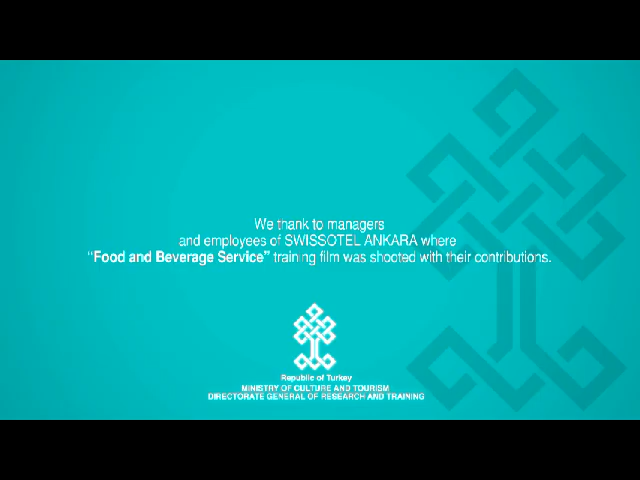 We thank to managers
and employees of SWISSOTEL ANKARA where
“Food and Beverage Service” training film was shooted with their contributions.
Republic of Turkey
MINISTRY OF CULTURE AND TOURISM
DIRECTORATE GENERAL OF RESEARCH AND TRAINING